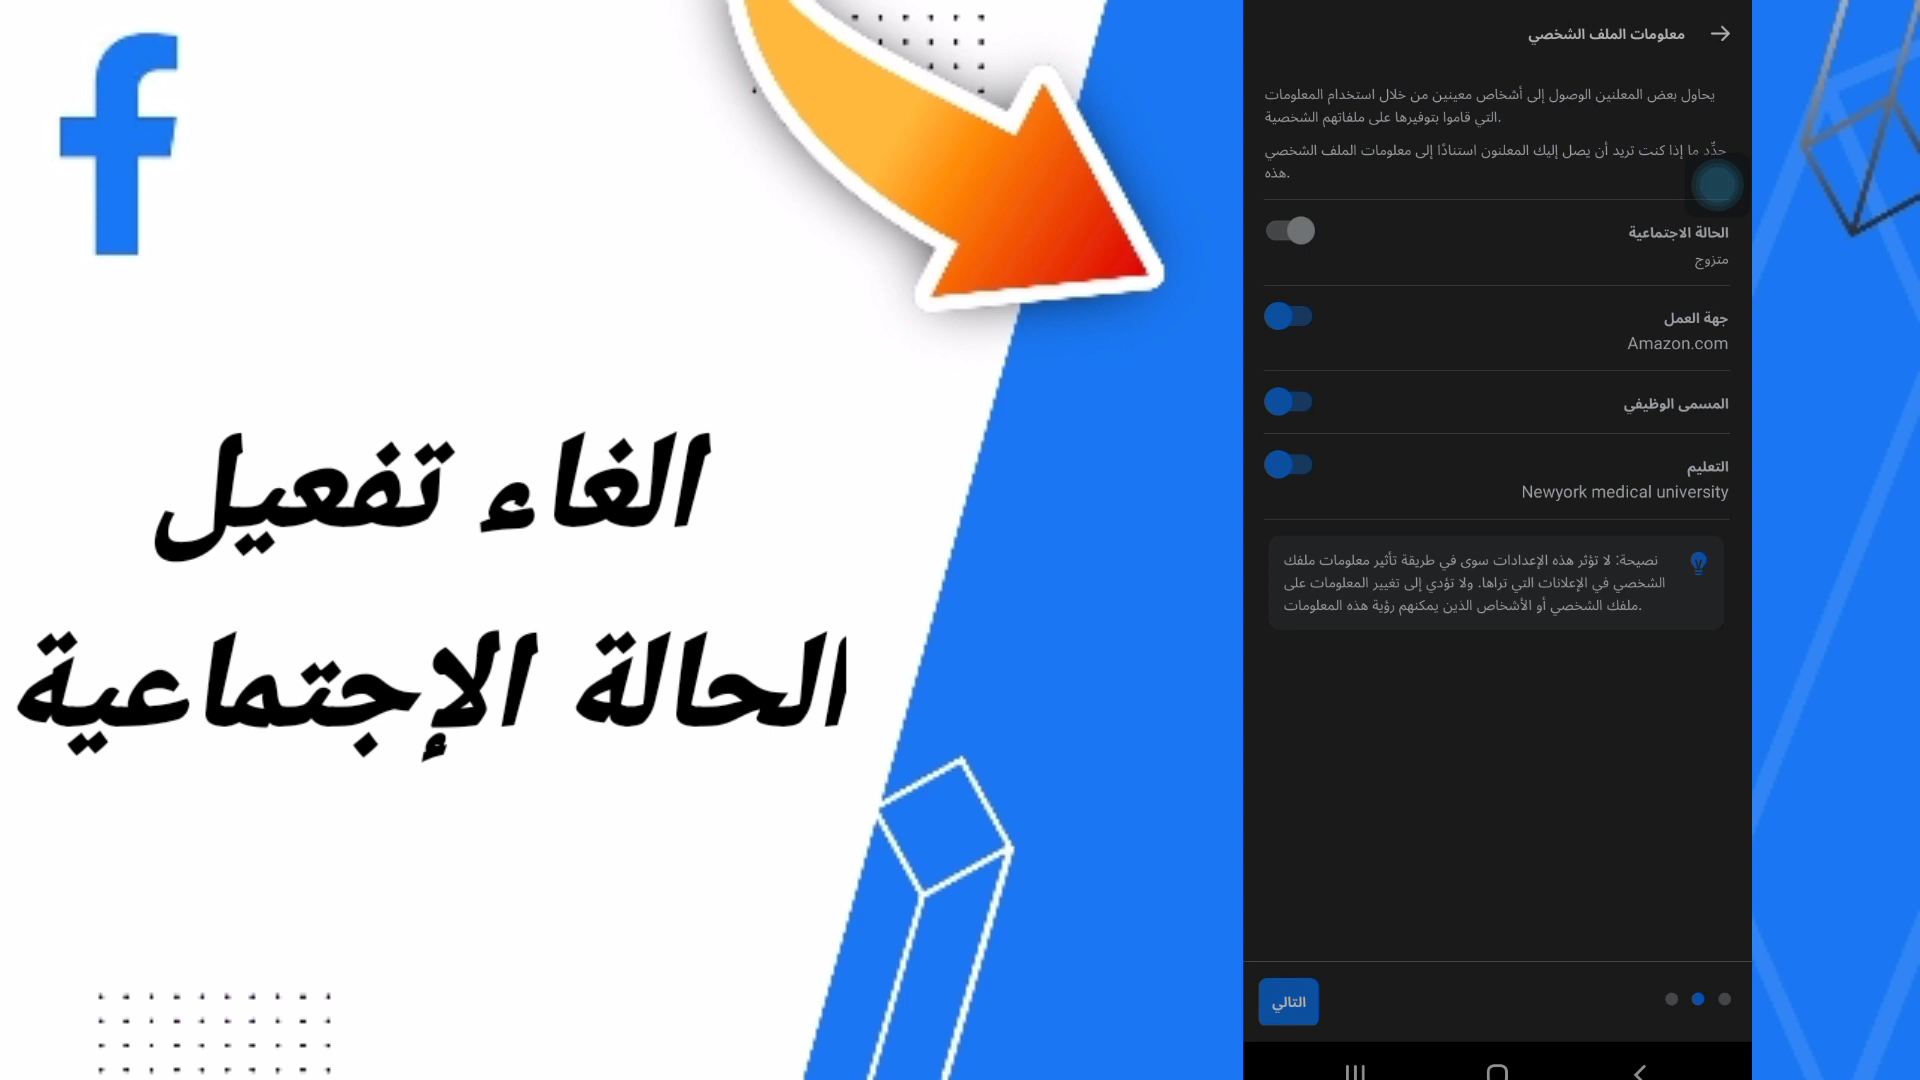 الغاء تفعيل
الحالة الإجتماعية
معلومات الملف الشخصي
يحاول بعض المعلنين الوصول إلى أشخاص معينين من خلال استخدام المعلومات
التي قاموا بتوفيرها على ملفاتهم الشخصية.
حدِّد ما إذا كنت تريد أن يصل إليك المعلنون استنادًا إلى معلومات الملف الشخصي
هذه.
الحالة الاجتماعية
متزوج
جهة العمل
Amazon.com
المسمى الوظيفي
التعليم
Newyork medical university
نصيحة: لا تؤثر هذه الإعدادات سوى في طريقة تأثير معلومات ملفك
الشخصي في الإعلانات التي تراها. ولا تؤدي إلى تغيير المعلومات على
ملفك الشخصي أو الأشخاص الذين يمكنهم رؤية هذه المعلومات.
التالي